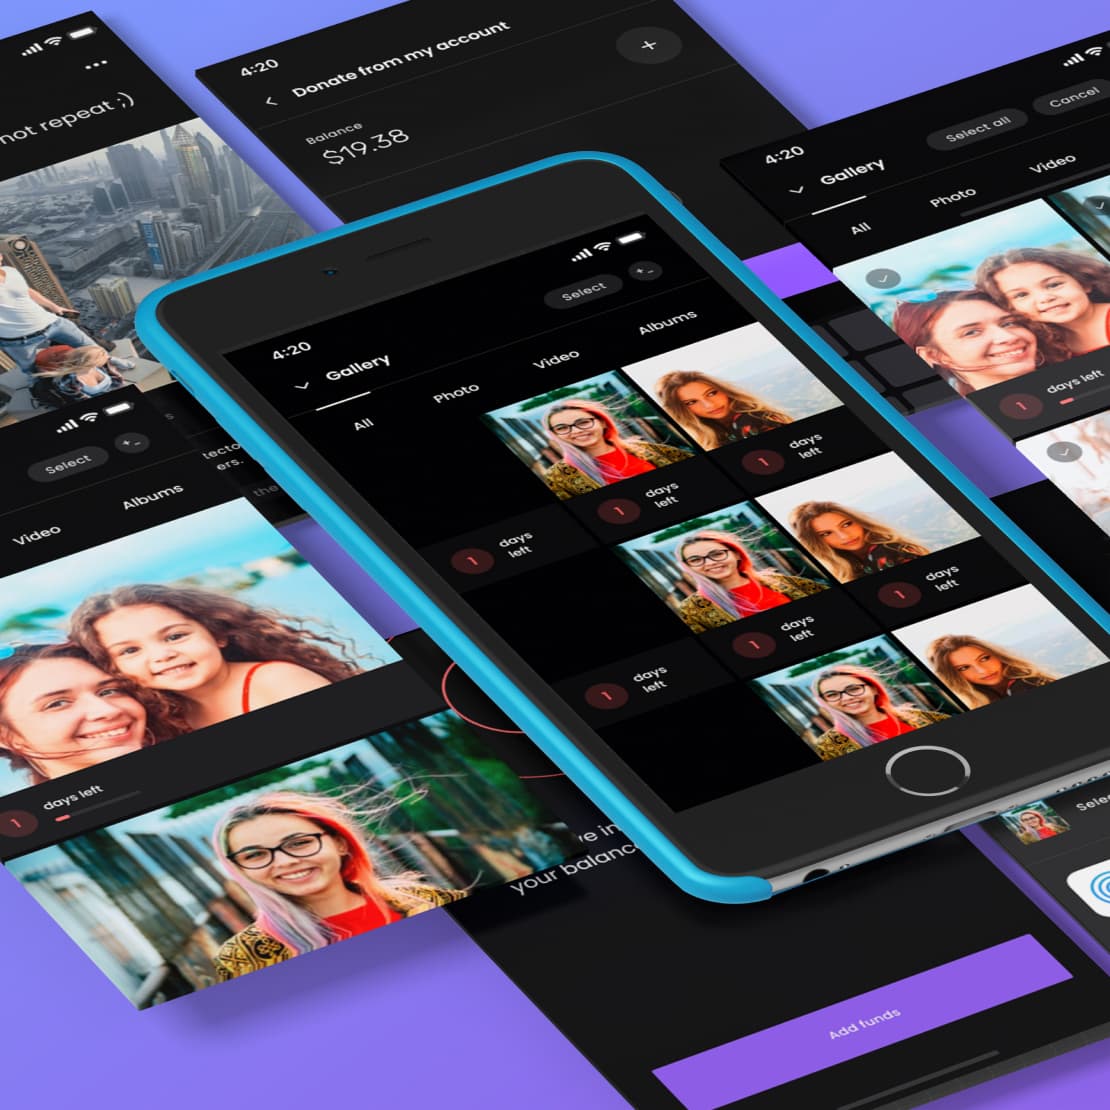 not repeat ;)
4:20
Donate from my account
+
Balance
$19.38
4:20
Select all
Cancel
Gallery
All
Photo
Video
days left
1
4:20
Select
Gallery
All
Photo
Video
Albums
1
days
left
1
days
left
1
days
left
1
days
left
1
days
left
1
days
left
Select
Video
Albums
tecto
ers.
the
1
days left
ve in
your balance
Add funds
Selec